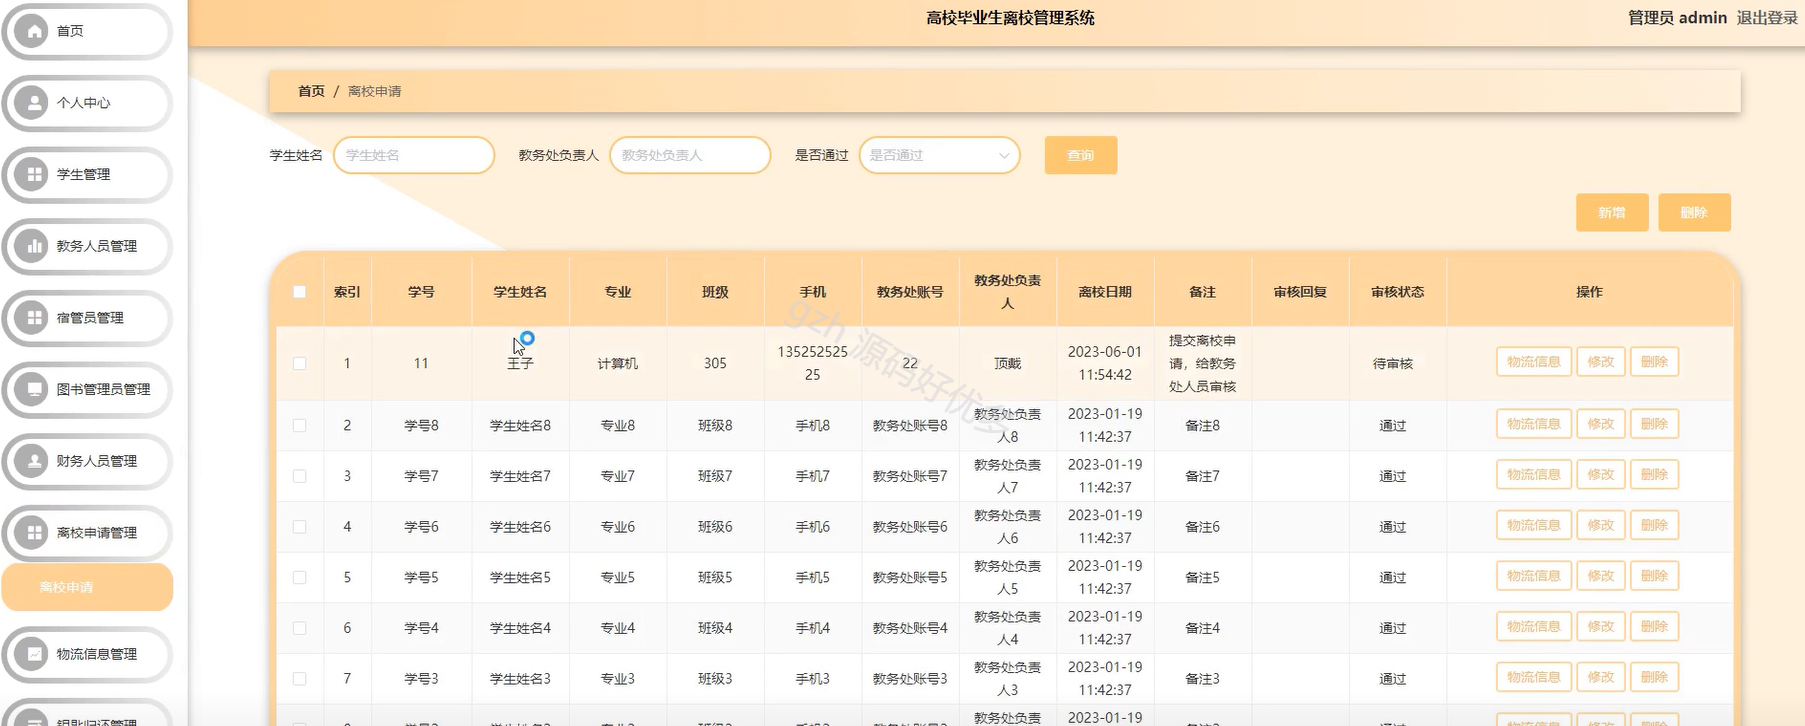 高校毕业生离校管理系统
管理员 admin 退出登录
首页
个人中心
学生管理
教务人员管理
宿管员管理
图书管理员管理
财务人员管理
离校申请管理
离校申请
物流信息管理
钥匙归还管理
首页 / 离校申请
学生姓名 学生姓名 教务处负责人 教务处负责人 是否通过 是否通过 查询
新增 删除
索引 学号 学生姓名 专业 班级 手机 教务处账号 教务处负责人 离校日期 备注 审核回复 审核状态 操作
1 11 王子 计算机 305 13525252525 22 顶戴 2023-06-01 11:54:42 提交离校申请，给教务处人员审核 待审核 物流信息 修改 删除
2 学号8 学生姓名8 专业8 班级8 手机8 教务处账号8 教务处负责人8 2023-01-19 11:42:37 备注8 通过 物流信息 修改 删除
3 学号7 学生姓名7 专业7 班级7 手机7 教务处账号7 教务处负责人7 2023-01-19 11:42:37 备注7 通过 物流信息 修改 删除
4 学号6 学生姓名6 专业6 班级6 手机6 教务处账号6 教务处负责人6 2023-01-19 11:42:37 备注6 通过 物流信息 修改 删除
5 学号5 学生姓名5 专业5 班级5 手机5 教务处账号5 教务处负责人5 2023-01-19 11:42:37 备注5 通过 物流信息 修改 删除
6 学号4 学生姓名4 专业4 班级4 手机4 教务处账号4 教务处负责人4 2023-01-19 11:42:37 备注4 通过 物流信息 修改 删除
7 学号3 学生姓名3 专业3 班级3 手机3 教务处账号3 教务处负责人3 2023-01-19 11:42:37 备注3 通过 物流信息 修改 删除
教务处负责 2023-01-19
gzh 源码好优多